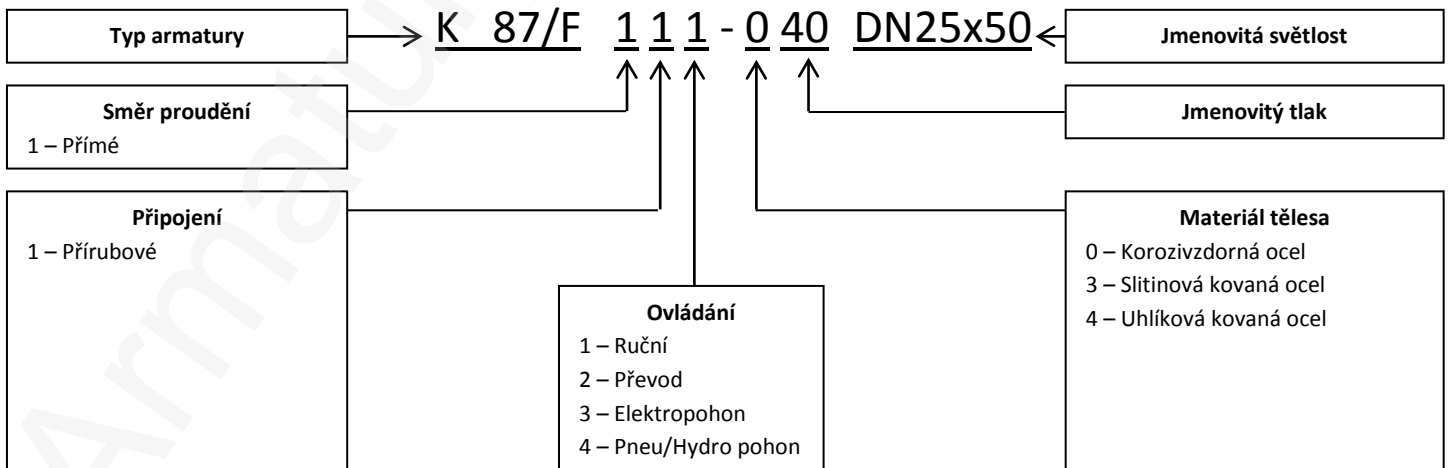 Typ armatury
K 87/F 1 1 1 - 0 40 DN25x50
Jmenovitá světlost
Směr proudění
1 – Přímé
Jmenovitý tlak
Připojení
1 – Přírubové
Ovládání
1 – Ruční
2 – Převod
3 – Elektropohon
4 – Pneu/Hydro pohon
Materiál tělesa
0 – Korozivzdorná ocel
3 – Slitinová kovaná ocel
4 – Uhlíková kovaná ocel
Armatu